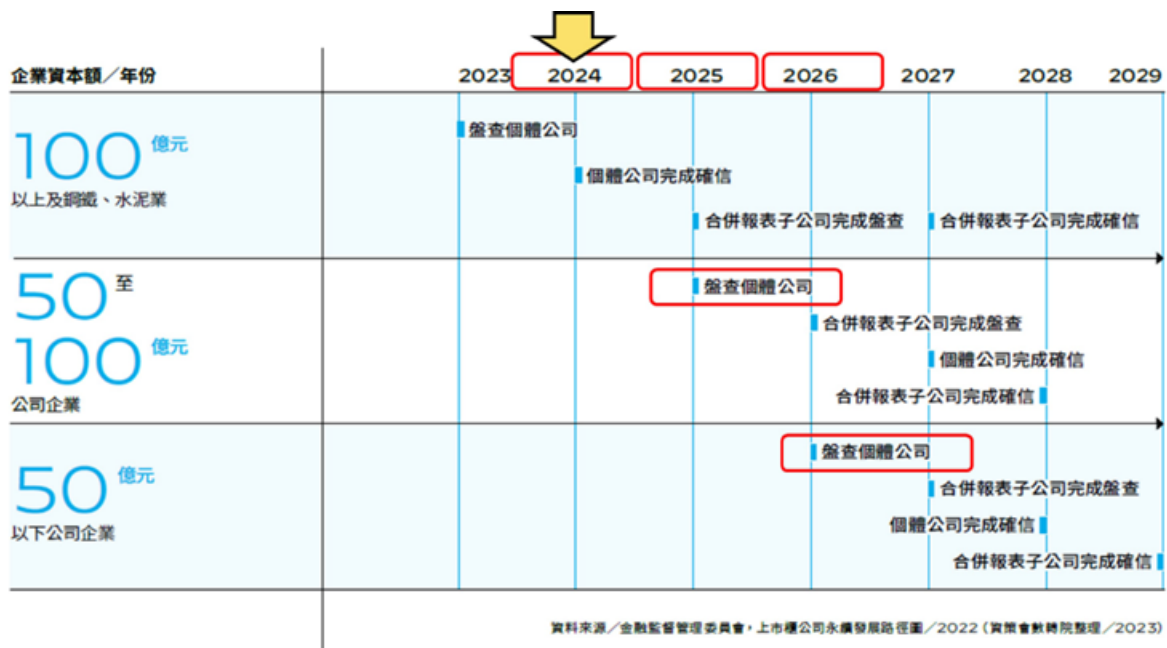 企業資本額／年份 2023 2024 2025 2026 2027 2028 2029
100 億元
以上及鋼鐵、水泥業
盤查個體公司
個體公司完成確信
合併報表子公司完成盤查 合併報表子公司完成確信
50 至
100 億元
公司企業
盤查個體公司
合併報表子公司完成盤查
個體公司完成確信
合併報表子公司完成確信
50 億元
以下公司企業
盤查個體公司
合併報表子公司完成盤查
個體公司完成確信
合併報表子公司完成確信
資料來源／金融監督管理委員會，上市櫃公司永續發展路徑圖／2022（資策會數轉院整理／2023）